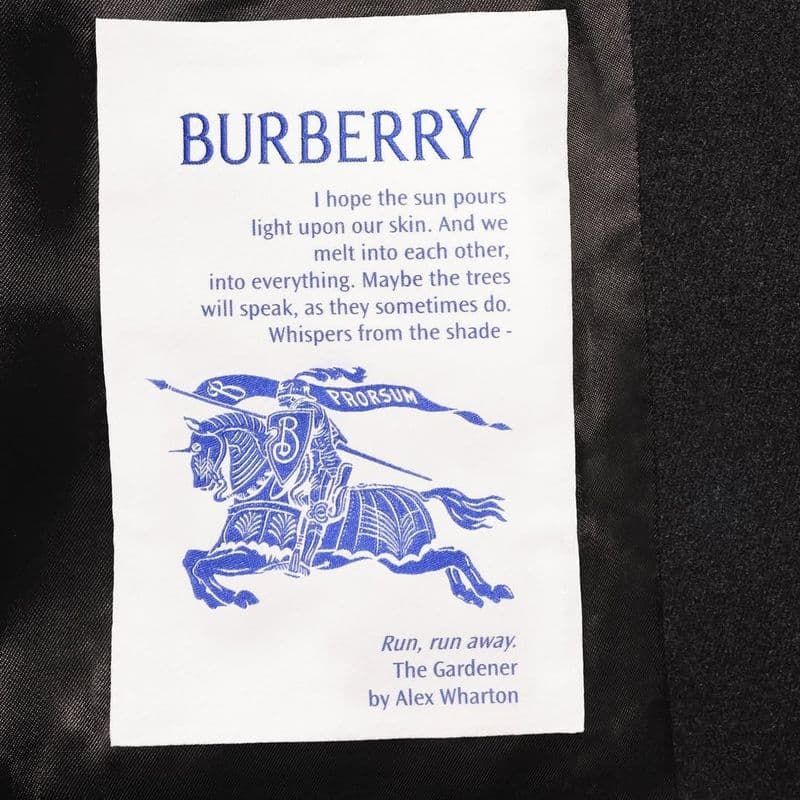 BURBERRY
I hope the sun pours
light upon our skin. And we
melt into each other,
into everything. Maybe the trees
will speak, as they sometimes do.
Whispers from the shade -
B PRORSUM
B
Run, run away.
The Gardener
by Alex Wharton